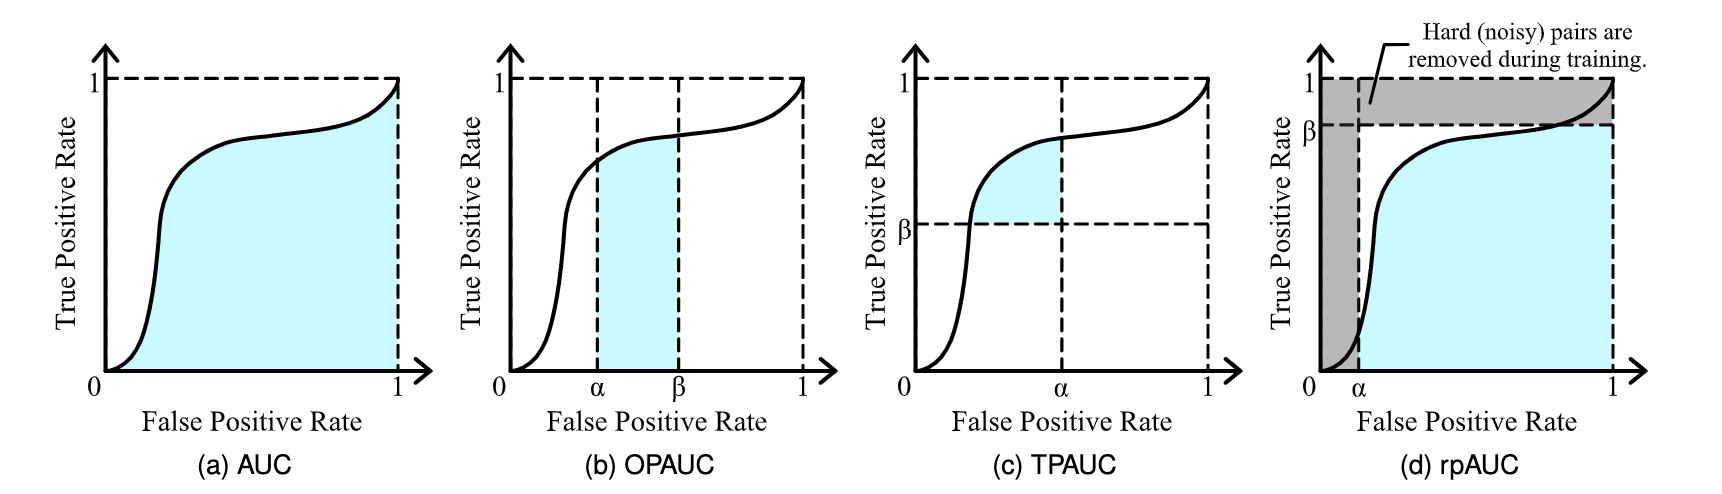 Hard (noisy) pairs are
removed during training.
1
True Positive Rate
0
1
False Positive Rate
(a) AUC
1
True Positive Rate
0
α
β
1
False Positive Rate
(b) OPAUC
1
True Positive Rate
β
0
α
1
False Positive Rate
(c) TPAUC
1
β
True Positive Rate
0
α
1
False Positive Rate
(d) rpAUC